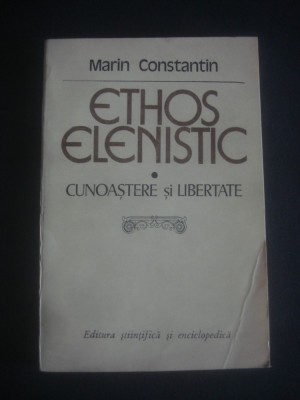 Marin Constantin
ETHOS
ELENISTIC
•
CUNOAȘTERE și LIBERTATE
Editura științifică și enciclopedică